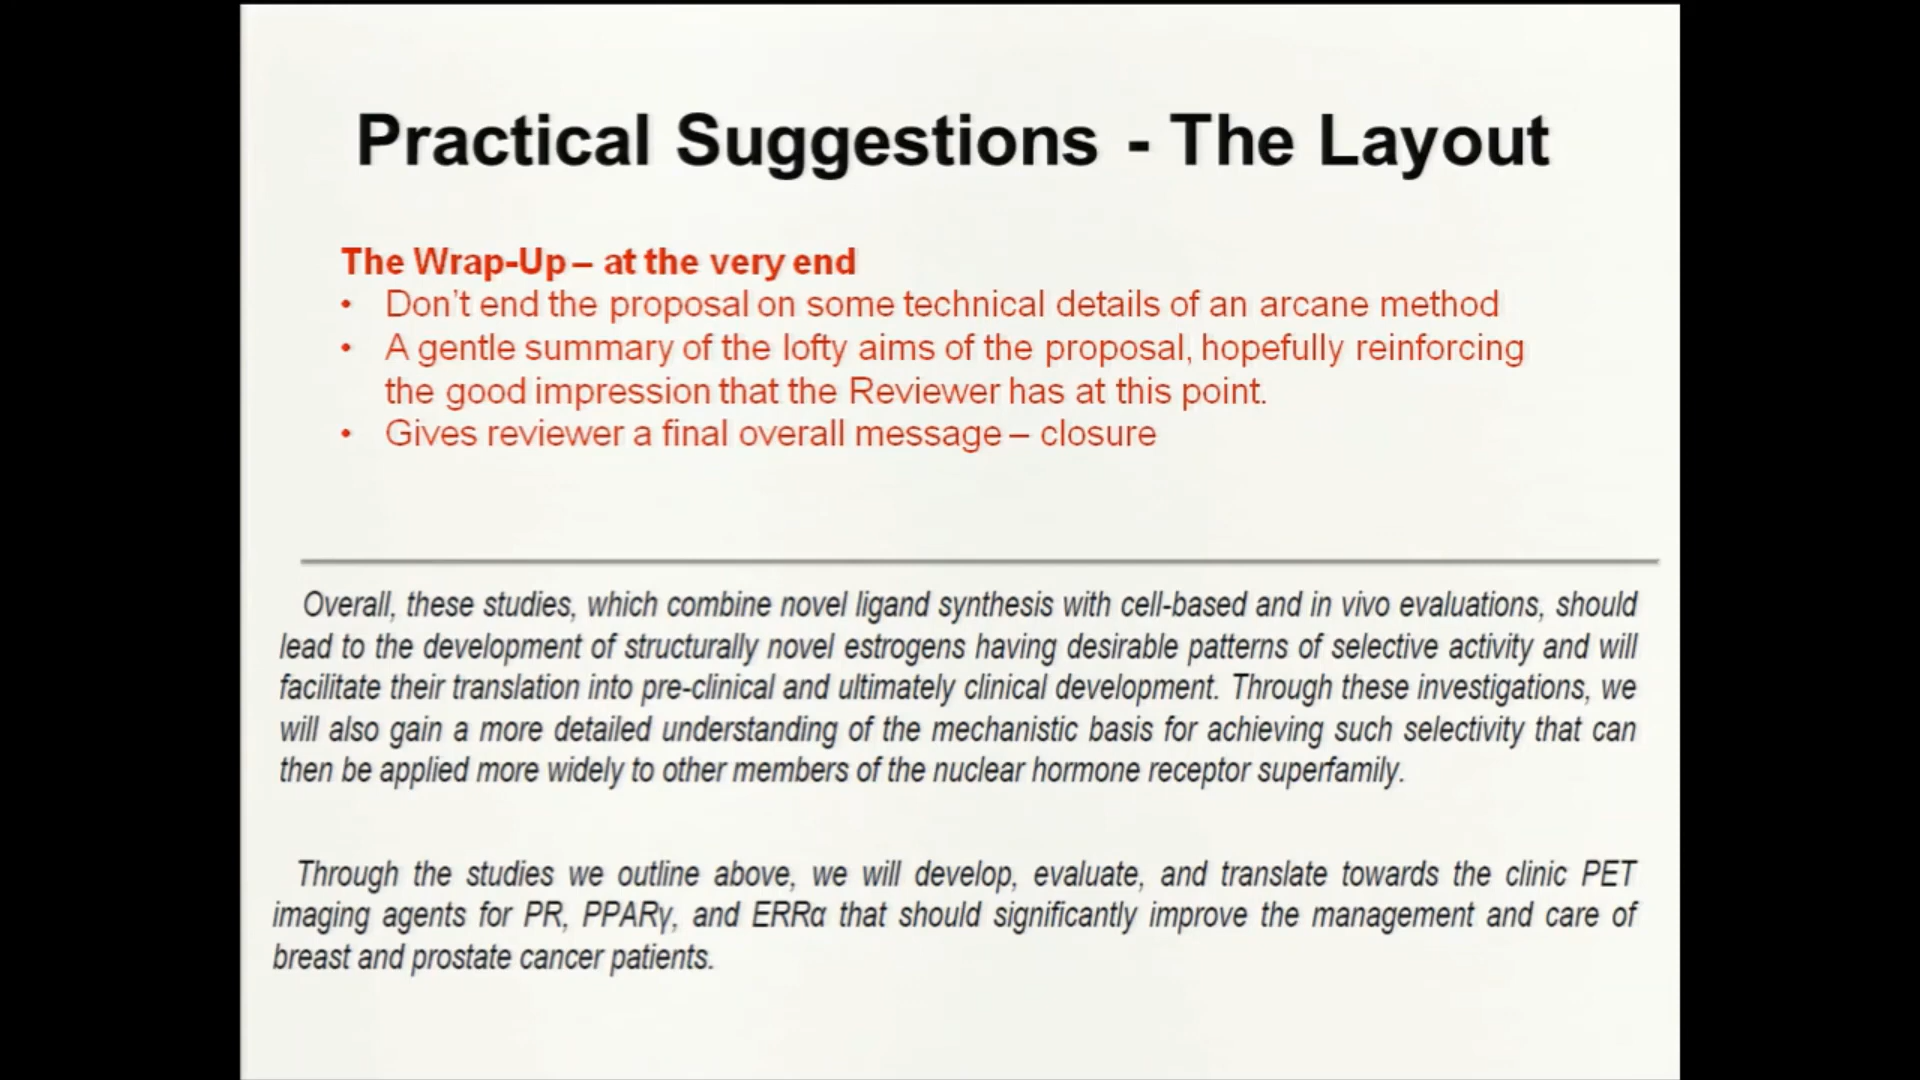 Practical Suggestions - The Layout
The Wrap-Up – at the very end
• Don’t end the proposal on some technical details of an arcane method
• A gentle summary of the lofty aims of the proposal, hopefully reinforcing
the good impression that the Reviewer has at this point.
• Gives reviewer a final overall message – closure
Overall, these studies, which combine novel ligand synthesis with cell-based and in vivo evaluations, should
lead to the development of structurally novel estrogens having desirable patterns of selective activity and will
facilitate their translation into pre-clinical and ultimately clinical development. Through these investigations, we
will also gain a more detailed understanding of the mechanistic basis for achieving such selectivity that can
then be applied more widely to other members of the nuclear hormone receptor superfamily.
Through the studies we outline above, we will develop, evaluate, and translate towards the clinic PET
imaging agents for PR, PPARγ, and ERRα that should significantly improve the management and care of
breast and prostate cancer patients.